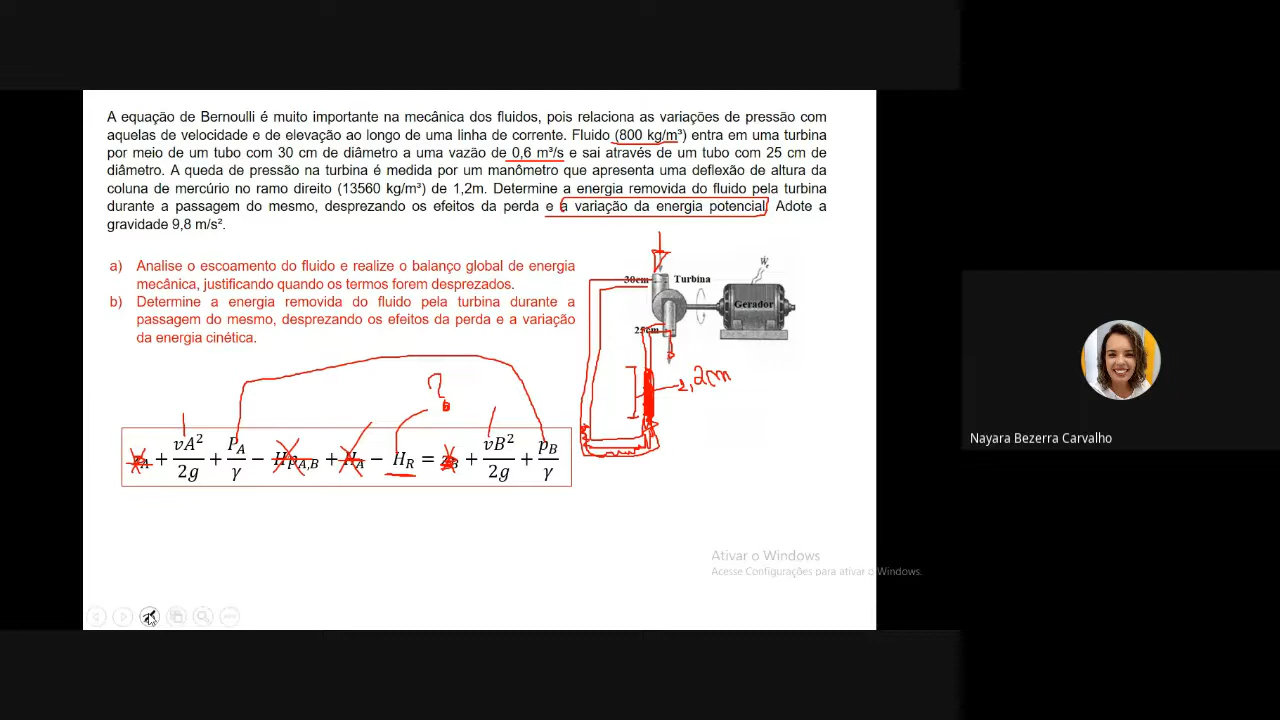 A equação de Bernoulli é muito importante na mecânica dos fluidos, pois relaciona as variações de pressão com
aquelas de velocidade e de elevação ao longo de uma linha de corrente. Fluido (800 kg/m³) entra em uma turbina
por meio de um tubo com 30 cm de diâmetro a uma vazão de 0,6 m³/s e sai através de um tubo com 25 cm de
diâmetro. A queda de pressão na turbina é medida por um manômetro que apresenta uma deflexão de altura da
coluna de mercúrio no ramo direito (13560 kg/m³) de 1,2m. Determine a energia removida do fluido pela turbina
durante a passagem do mesmo, desprezando os efeitos da perda e a variação da energia potencial. Adote a
gravidade 9,8 m/s².
a) Analise o escoamento do fluido e realize o balanço global de energia
mecânica, justificando quando os termos forem desprezados.
b) Determine a energia removida do fluido pela turbina durante a
passagem do mesmo, desprezando os efeitos da perda e a variação
da energia cinética.
30cm
Turbina
Gerador
25cm
?
zA + vA²/2g + PA/γ − HpA,B + HA − HR = zB + vB²/2g + pB/γ
Nayara Bezerra Carvalho
Ativar o Windows
Acesse Configurações para ativar o Windows.